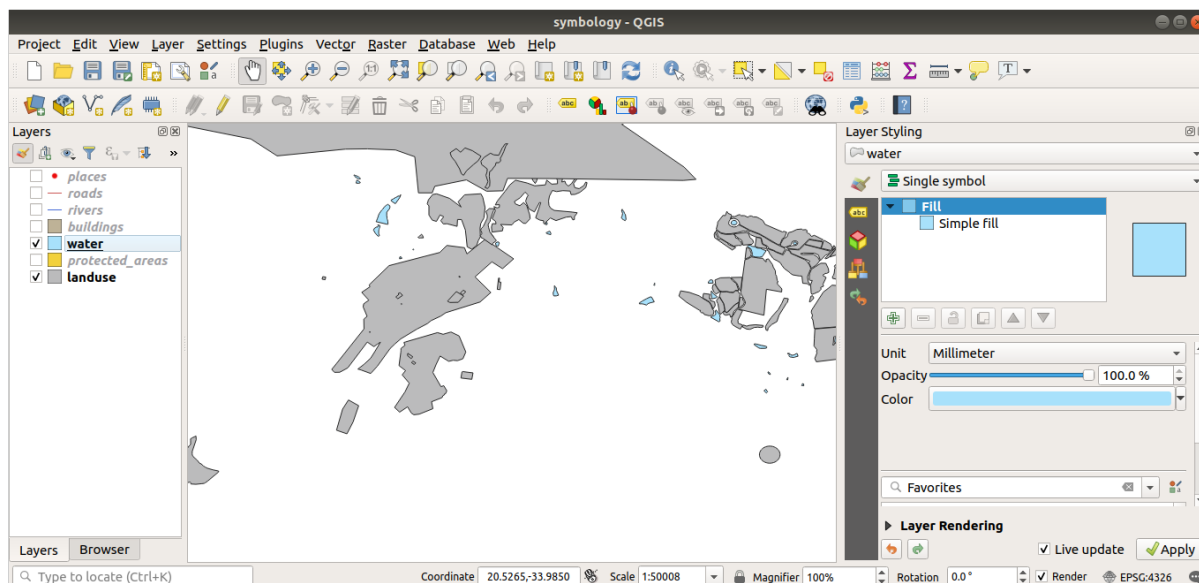 symbology - QGIS
Project Edit View Layer Settings Plugins Vector Raster Database Web Help
Layers
places
roads
rivers
buildings
water
protected_areas
landuse
Layers Browser
Layer Styling
water
Single symbol
Fill
Simple fill
Unit Millimeter
Opacity 100.0 %
Color
Favorites
Layer Rendering
Live update Apply
Type to locate (Ctrl+K) Coordinate 20.5265,-33.9850 Scale 1:50008 Magnifier 100% Rotation 0.0° Render EPSG:4326